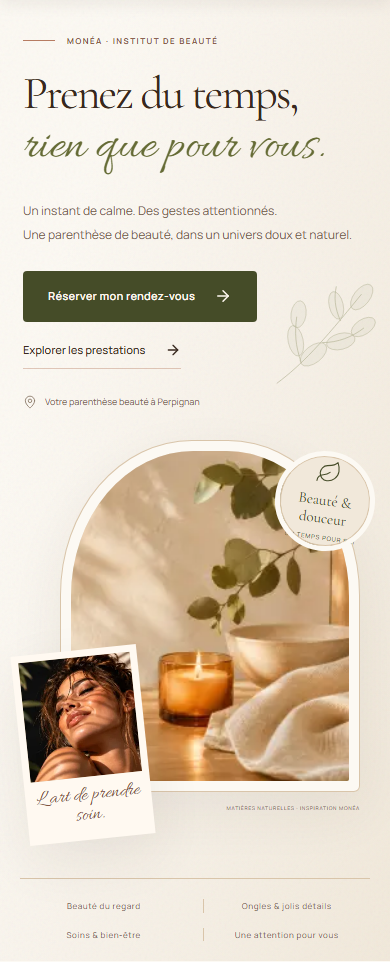 MONÉA · INSTITUT DE BEAUTÉ
Prenez du temps,
rien que pour vous.
Un instant de calme. Des gestes attentionnés.
Une parenthèse de beauté, dans un univers doux et naturel.
Réserver mon rendez-vous
Explorer les prestations
Votre parenthèse beauté à Perpignan
Beauté &
douceur
TEMPS POUR
L'art de prendre
soin.
MATIÈRES NATURELLES · INSPIRATION MONÉA
Beauté du regard
Ongles & jolis détails
Soins & bien-être
Une attention pour vous